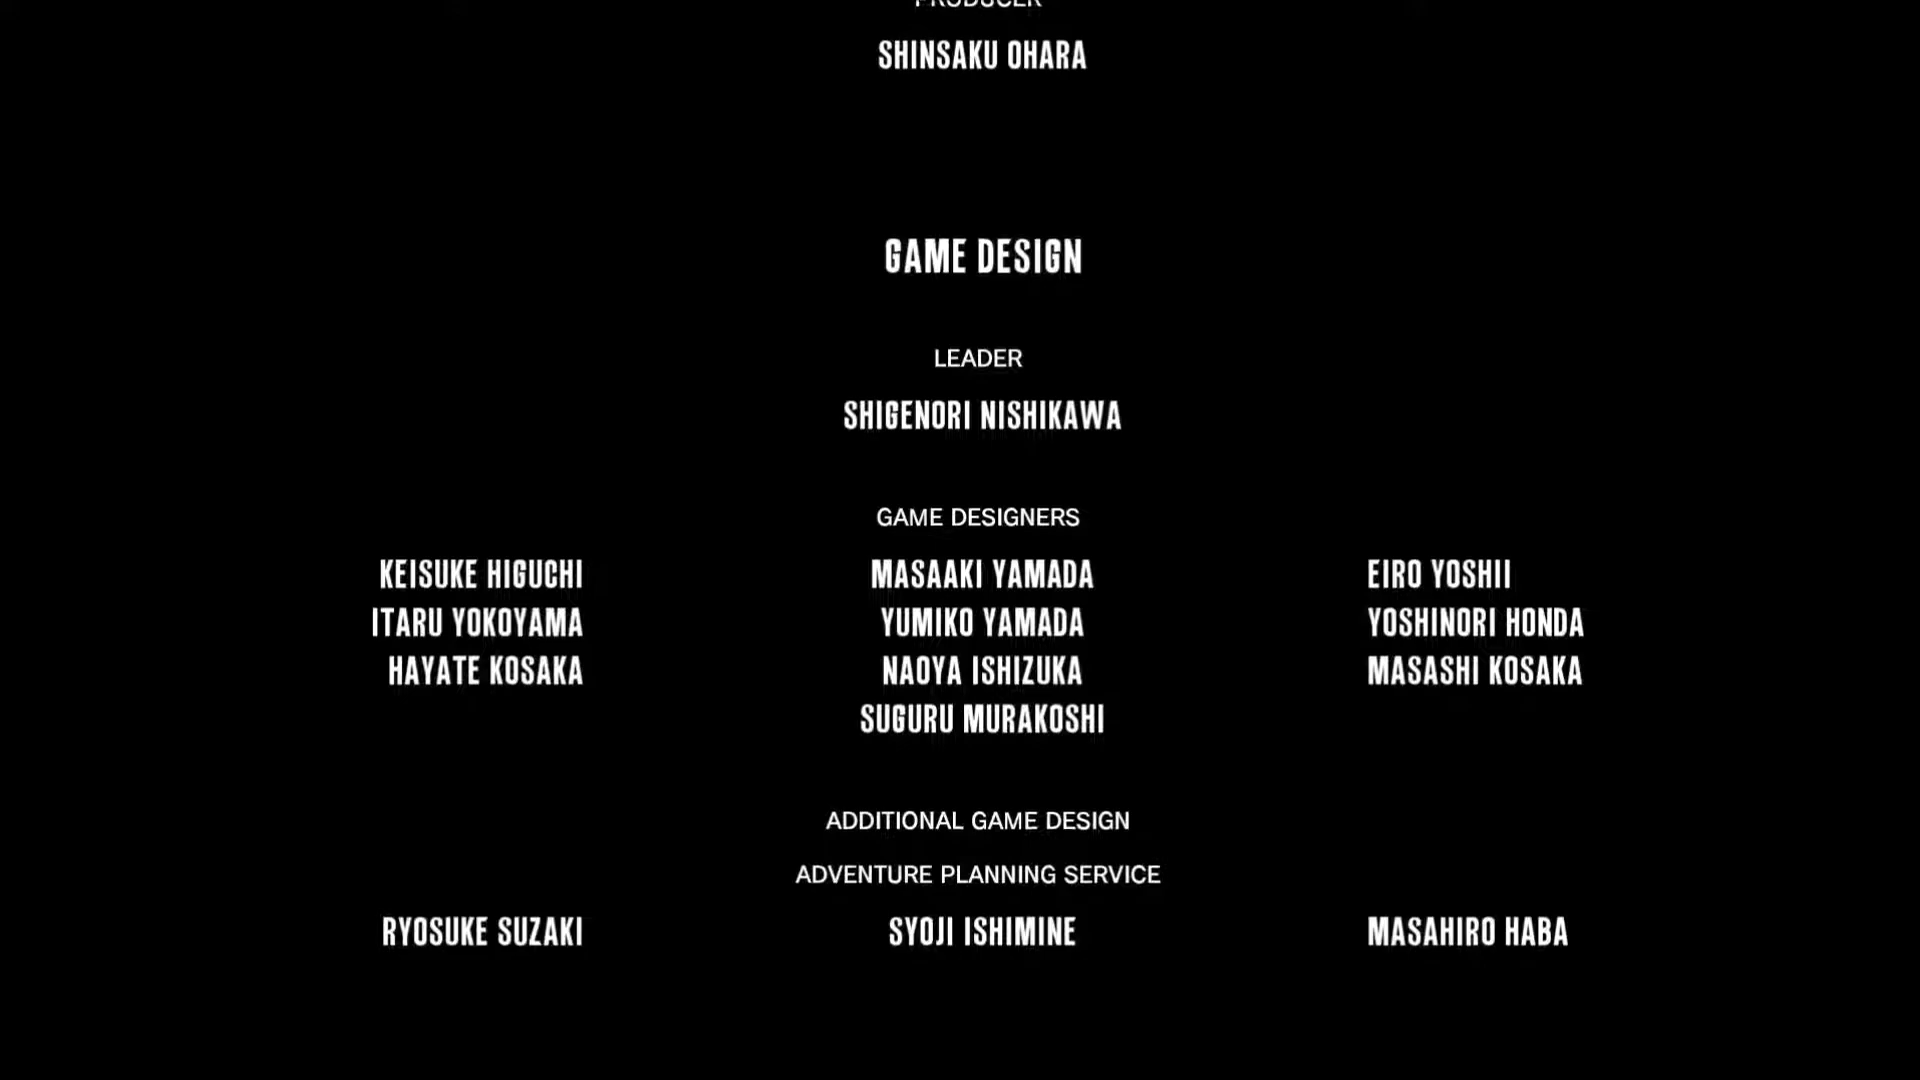 PRODUCER
SHINSAKU OHARA
GAME DESIGN
LEADER
SHIGENORI NISHIKAWA
GAME DESIGNERS
KEISUKE HIGUCHI MASAAKI YAMADA EIRO YOSHII
ITARU YOKOYAMA YUMIKO YAMADA YOSHINORI HONDA
HAYATE KOSAKA NAOYA ISHIZUKA MASASHI KOSAKA
SUGURU MURAKOSHI
ADDITIONAL GAME DESIGN
ADVENTURE PLANNING SERVICE
RYOSUKE SUZAKI SYOJI ISHIMINE MASAHIRO HABA